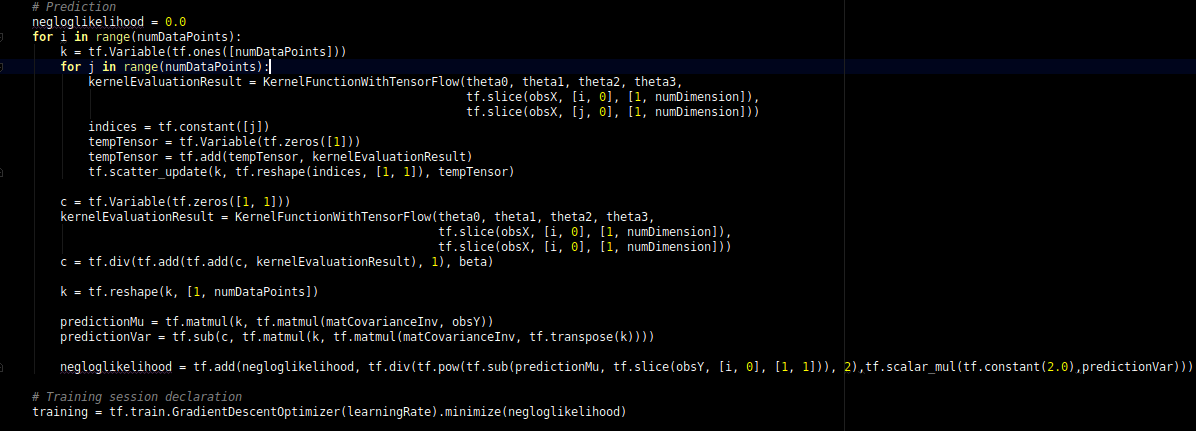 # Prediction
negloglikelihood = 0.0
for i in range(numDataPoints):
    k = tf.Variable(tf.ones([numDataPoints]))
    for j in range(numDataPoints):
        kernelEvaluationResult = KernelFunctionWithTensorFlow(theta0, theta1, theta2, theta3,
                                                              tf.slice(obsX, [i, 0], [1, numDimension]),
                                                              tf.slice(obsX, [j, 0], [1, numDimension]))
        indices = tf.constant([j])
        tempTensor = tf.Variable(tf.zeros([1]))
        tempTensor = tf.add(tempTensor, kernelEvaluationResult)
        tf.scatter_update(k, tf.reshape(indices, [1, 1]), tempTensor)

    c = tf.Variable(tf.zeros([1, 1]))
    kernelEvaluationResult = KernelFunctionWithTensorFlow(theta0, theta1, theta2, theta3,
                                                          tf.slice(obsX, [i, 0], [1, numDimension]),
                                                          tf.slice(obsX, [i, 0], [1, numDimension]))
    c = tf.div(tf.add(tf.add(c, kernelEvaluationResult), 1), beta)

    k = tf.reshape(k, [1, numDataPoints])

    predictionMu = tf.matmul(k, tf.matmul(matCovarianceInv, obsY))
    predictionVar = tf.sub(c, tf.matmul(k, tf.matmul(matCovarianceInv, tf.transpose(k))))

    negloglikelihood = tf.add(negloglikelihood, tf.div(tf.pow(tf.sub(predictionMu, tf.slice(obsY, [i, 0], [1, 1])), 2),tf.scalar_mul(tf.constant(2.0),predictionVar)))

# Training session declaration
training = tf.train.GradientDescentOptimizer(learningRate).minimize(negloglikelihood)